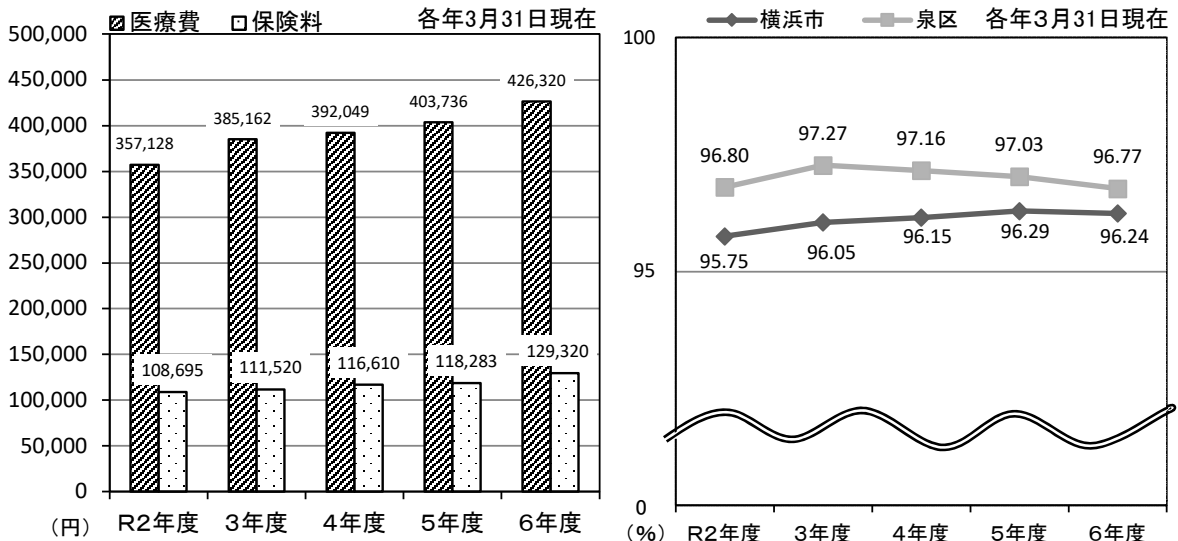 医療費 保険料 各年3月31日現在
500,000
450,000
400,000
350,000
300,000
250,000
200,000
150,000
100,000
50,000
0
357,128 385,162 392,049 403,736 426,320
108,695 111,520 116,610 118,283 129,320
(円) R2年度 3年度 4年度 5年度 6年度
横浜市 泉区 各年3月31日現在
100
95
0
96.80 97.27 97.16 97.03 96.77
95.75 96.05 96.15 96.29 96.24
(%) R2年度 3年度 4年度 5年度 6年度